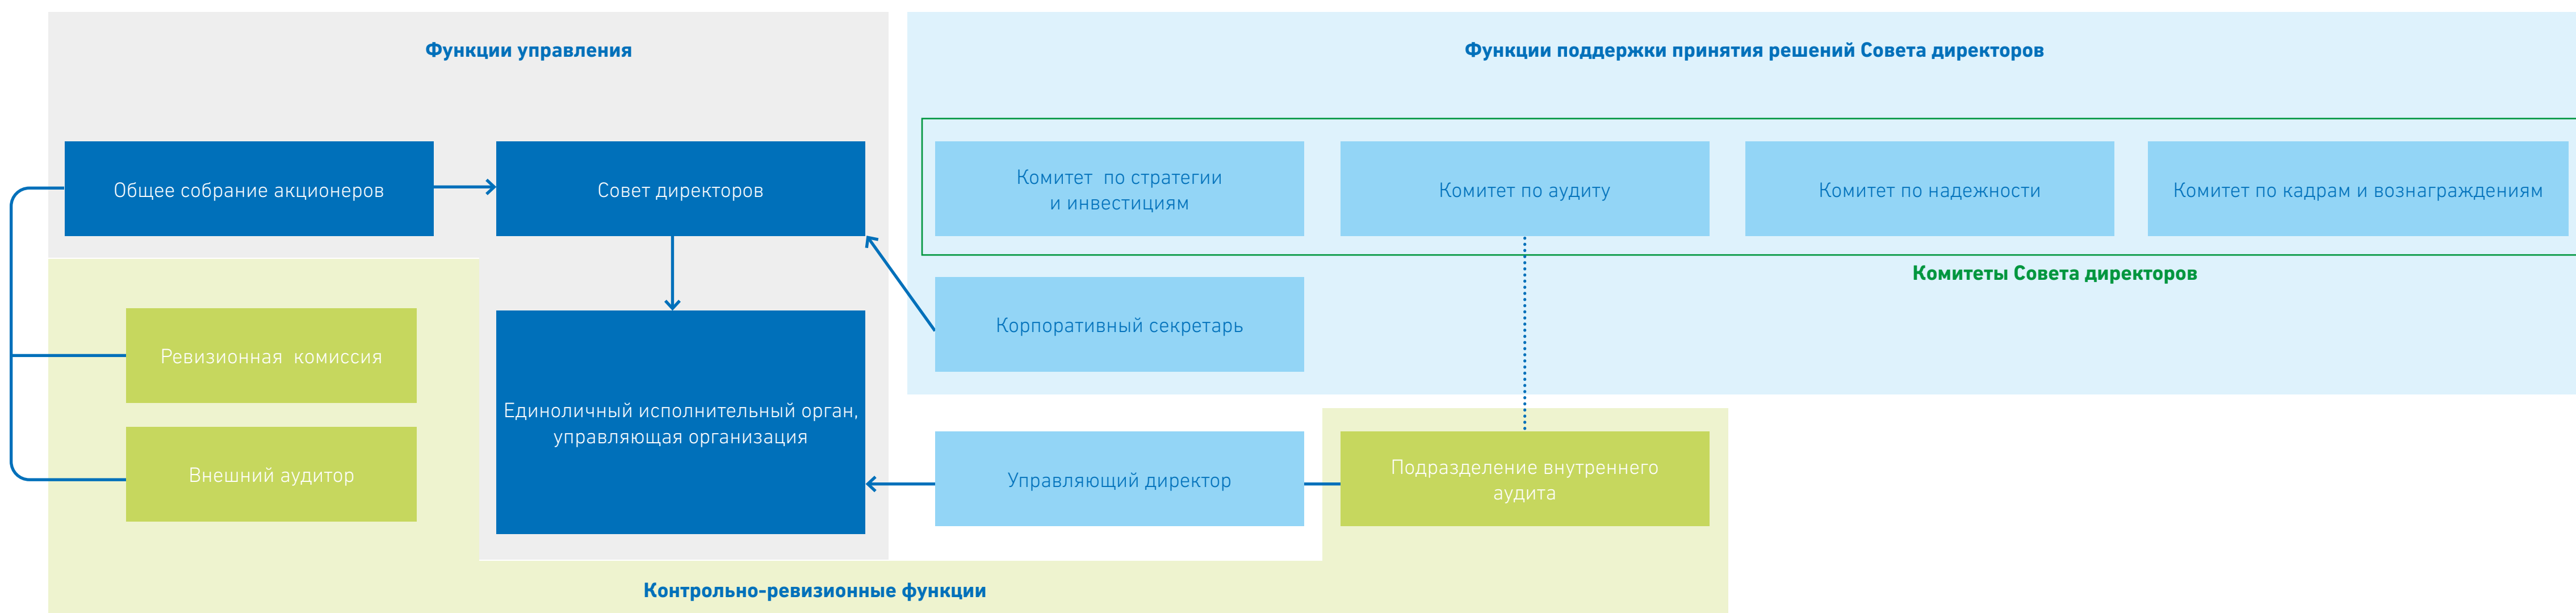 Функции управления
Функции поддержки принятия решений Совета директоров
Общее собрание акционеров
Совет директоров
Комитет по стратегии
и инвестициям
Комитет по аудиту
Комитет по надежности
Комитет по кадрам и вознаграждениям
Комитеты Совета директоров
Корпоративный секретарь
Ревизионная комиссия
Внешний аудитор
Единоличный исполнительный орган,
управляющая организация
Управляющий директор
Подразделение внутреннего
аудита
Контрольно-ревизионные функции